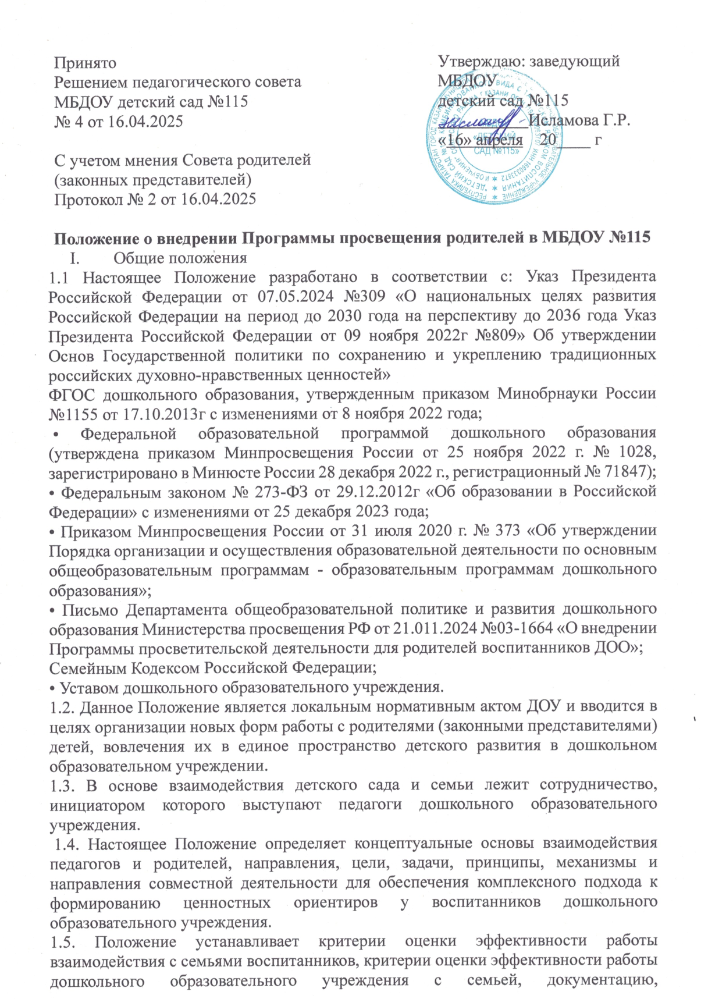 Принято
Решением педагогического совета
МБДОУ детский сад №115
№ 4 от 16.04.2025
С учетом мнения Совета родителей
(законных представителей)
Протокол № 2 от 16.04.2025
Утверждаю: заведующий
МБДОУ
детский сад №115
Исламова Г.Р.
«16» апреля 20____ г
«ДЕТСКИЙ
САД №115»
Положение о внедрении Программы просвещения родителей в МБДОУ №115
I. Общие положения
1.1 Настоящее Положение разработано в соответствии с: Указ Президента
Российской Федерации от 07.05.2024 №309 «О национальных целях развития
Российской Федерации на период до 2030 года на перспективу до 2036 года Указ
Президента Российской Федерации от 09 ноября 2022г №809» Об утверждении
Основ Государственной политики по сохранению и укреплению традиционных
российских духовно-нравственных ценностей»
ФГОС дошкольного образования, утвержденным приказом Минобрнауки России
№1155 от 17.10.2013г с изменениями от 8 ноября 2022 года;
• Федеральной образовательной программой дошкольного образования
(утверждена приказом Минпросвещения России от 25 ноября 2022 г. № 1028,
зарегистрировано в Минюсте России 28 декабря 2022 г., регистрационный № 71847);
• Федеральным законом № 273-ФЗ от 29.12.2012г «Об образовании в Российской
Федерации» с изменениями от 25 декабря 2023 года;
• Приказом Минпросвещения России от 31 июля 2020 г. № 373 «Об утверждении
Порядка организации и осуществления образовательной деятельности по основным
общеобразовательным программам - образовательным программам дошкольного
образования»;
• Письмо Департамента общеобразовательной политике и развития дошкольного
образования Министерства просвещения РФ от 21.011.2024 №03-1664 «О внедрении
Программы просветительской деятельности для родителей воспитанников ДОО»;
Семейным Кодексом Российской Федерации;
• Уставом дошкольного образовательного учреждения.
1.2. Данное Положение является локальным нормативным актом ДОУ и вводится в
целях организации новых форм работы с родителями (законными представителями)
детей, вовлечения их в единое пространство детского развития в дошкольном
образовательном учреждении.
1.3. В основе взаимодействия детского сада и семьи лежит сотрудничество,
инициатором которого выступают педагоги дошкольного образовательного
учреждения.
1.4. Настоящее Положение определяет концептуальные основы взаимодействия
педагогов и родителей, направления, цели, задачи, принципы, механизмы и
направления совместной деятельности для обеспечения комплексного подхода к
формированию ценностных ориентиров у воспитанников дошкольного
образовательного учреждения.
1.5. Положение устанавливает критерии оценки эффективности работы
взаимодействия с семьями воспитанников, критерии оценки эффективности работы
дошкольного образовательного учреждения с семьей, документацию,